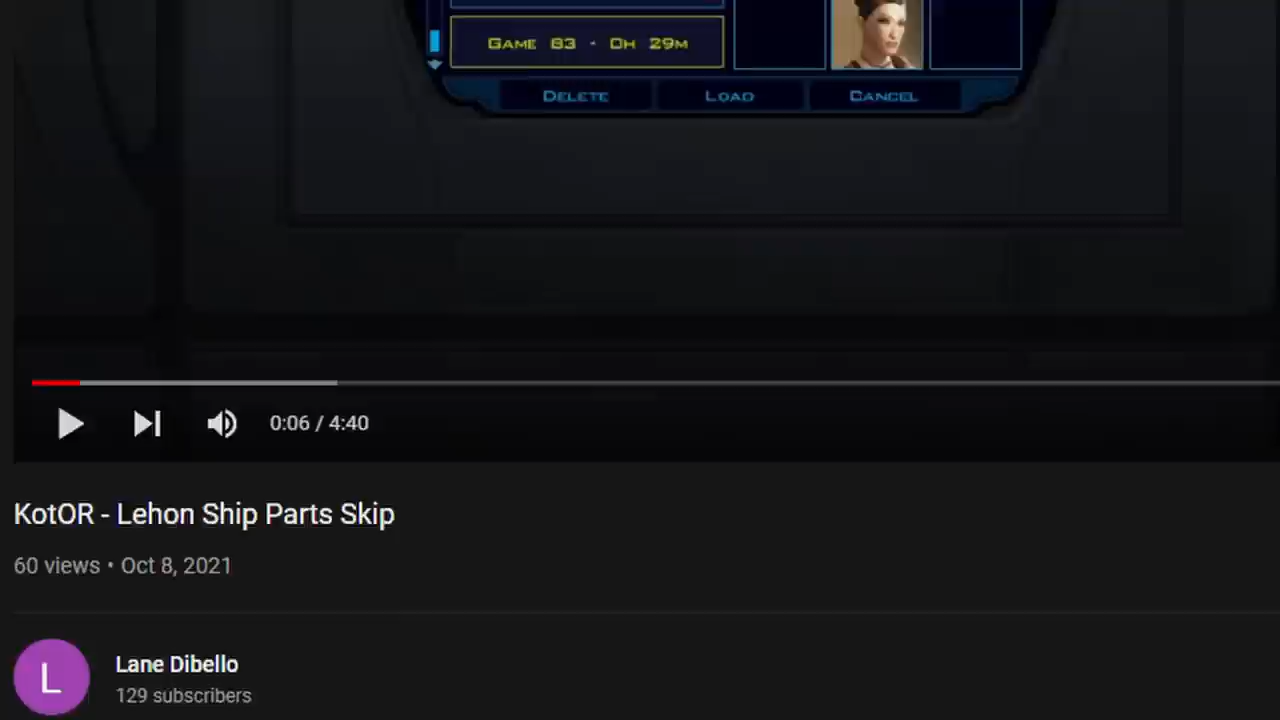 GAME 83 - 0H 29M
DELETE LOAD CANCEL
0:06 / 4:40
KotOR - Lehon Ship Parts Skip
60 views • Oct 8, 2021
L
Lane Dibello
129 subscribers